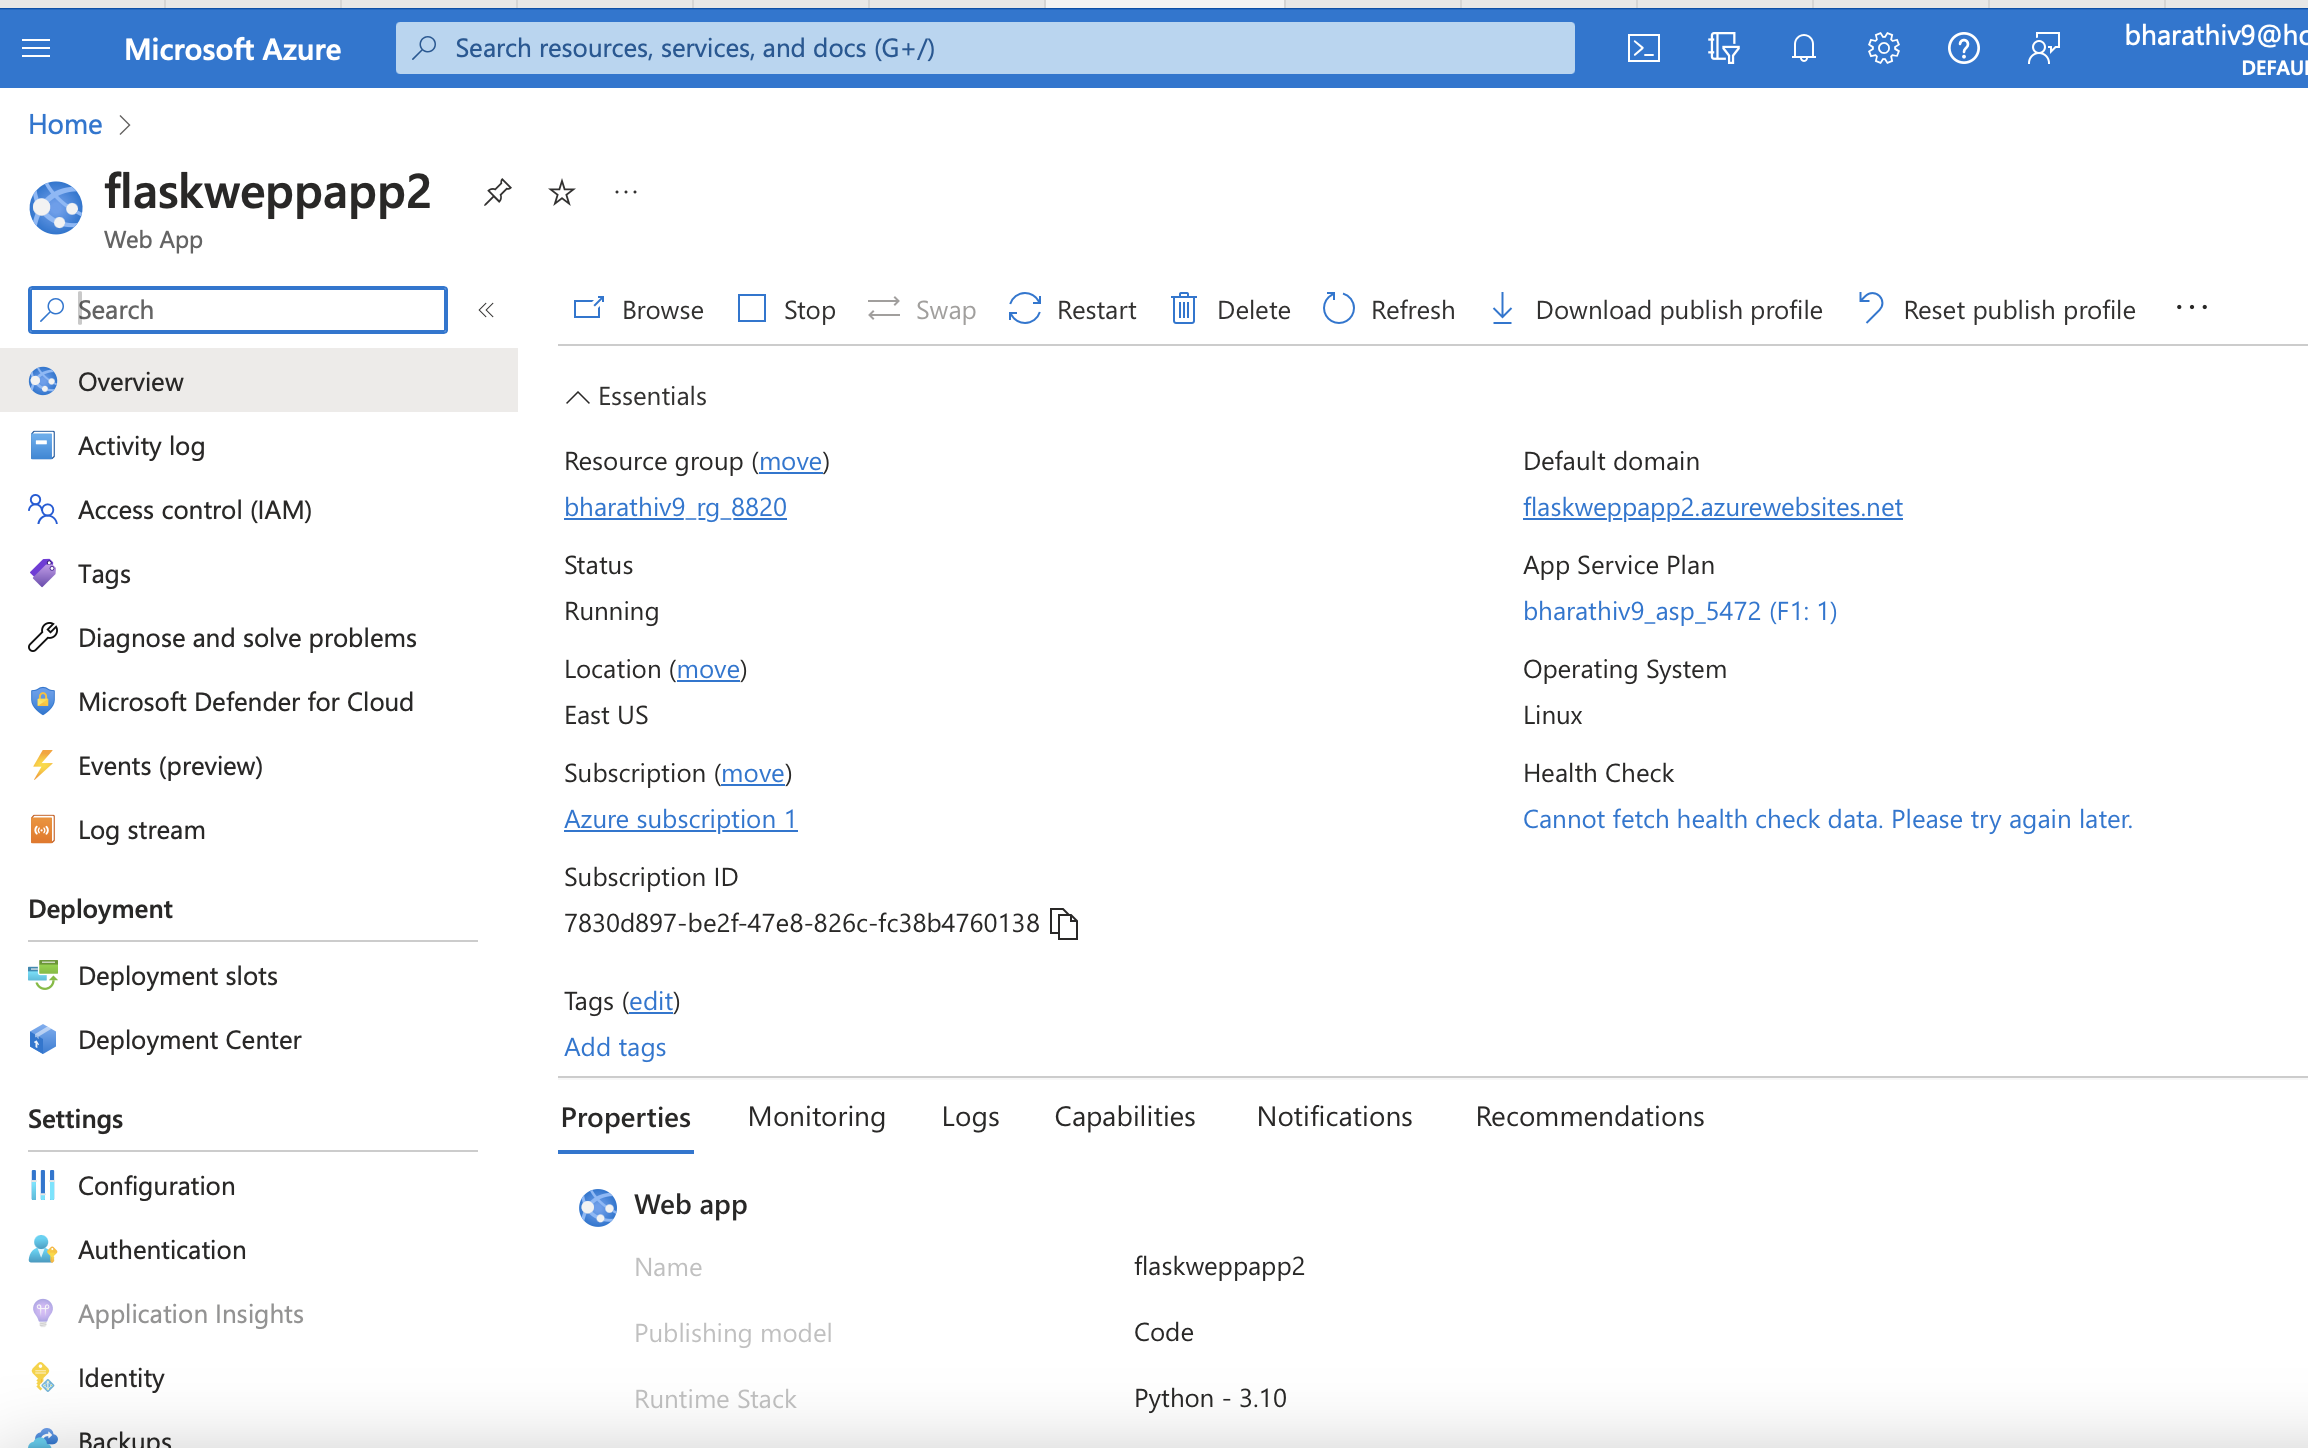 Microsoft Azure
Search resources, services, and docs (G+/)
bharathiv9@ho
DEFAU
Home
flaskweppapp2
Web App
Search
Browse Stop Swap Restart Delete Refresh Download publish profile Reset publish profile
Overview
Activity log
Access control (IAM)
Tags
Diagnose and solve problems
Microsoft Defender for Cloud
Events (preview)
Log stream
Deployment
Deployment slots
Deployment Center
Settings
Configuration
Authentication
Application Insights
Identity
Backups
Essentials
Resource group (move)
bharathiv9_rg_8820
Status
Running
Location (move)
East US
Subscription (move)
Azure subscription 1
Subscription ID
7830d897-be2f-47e8-826c-fc38b4760138
Tags (edit)
Add tags
Default domain
flaskweppapp2.azurewebsites.net
App Service Plan
bharathiv9_asp_5472 (F1: 1)
Operating System
Linux
Health Check
Cannot fetch health check data. Please try again later.
Properties Monitoring Logs Capabilities Notifications Recommendations
Web app
Name flaskweppapp2
Publishing model Code
Runtime Stack Python - 3.10